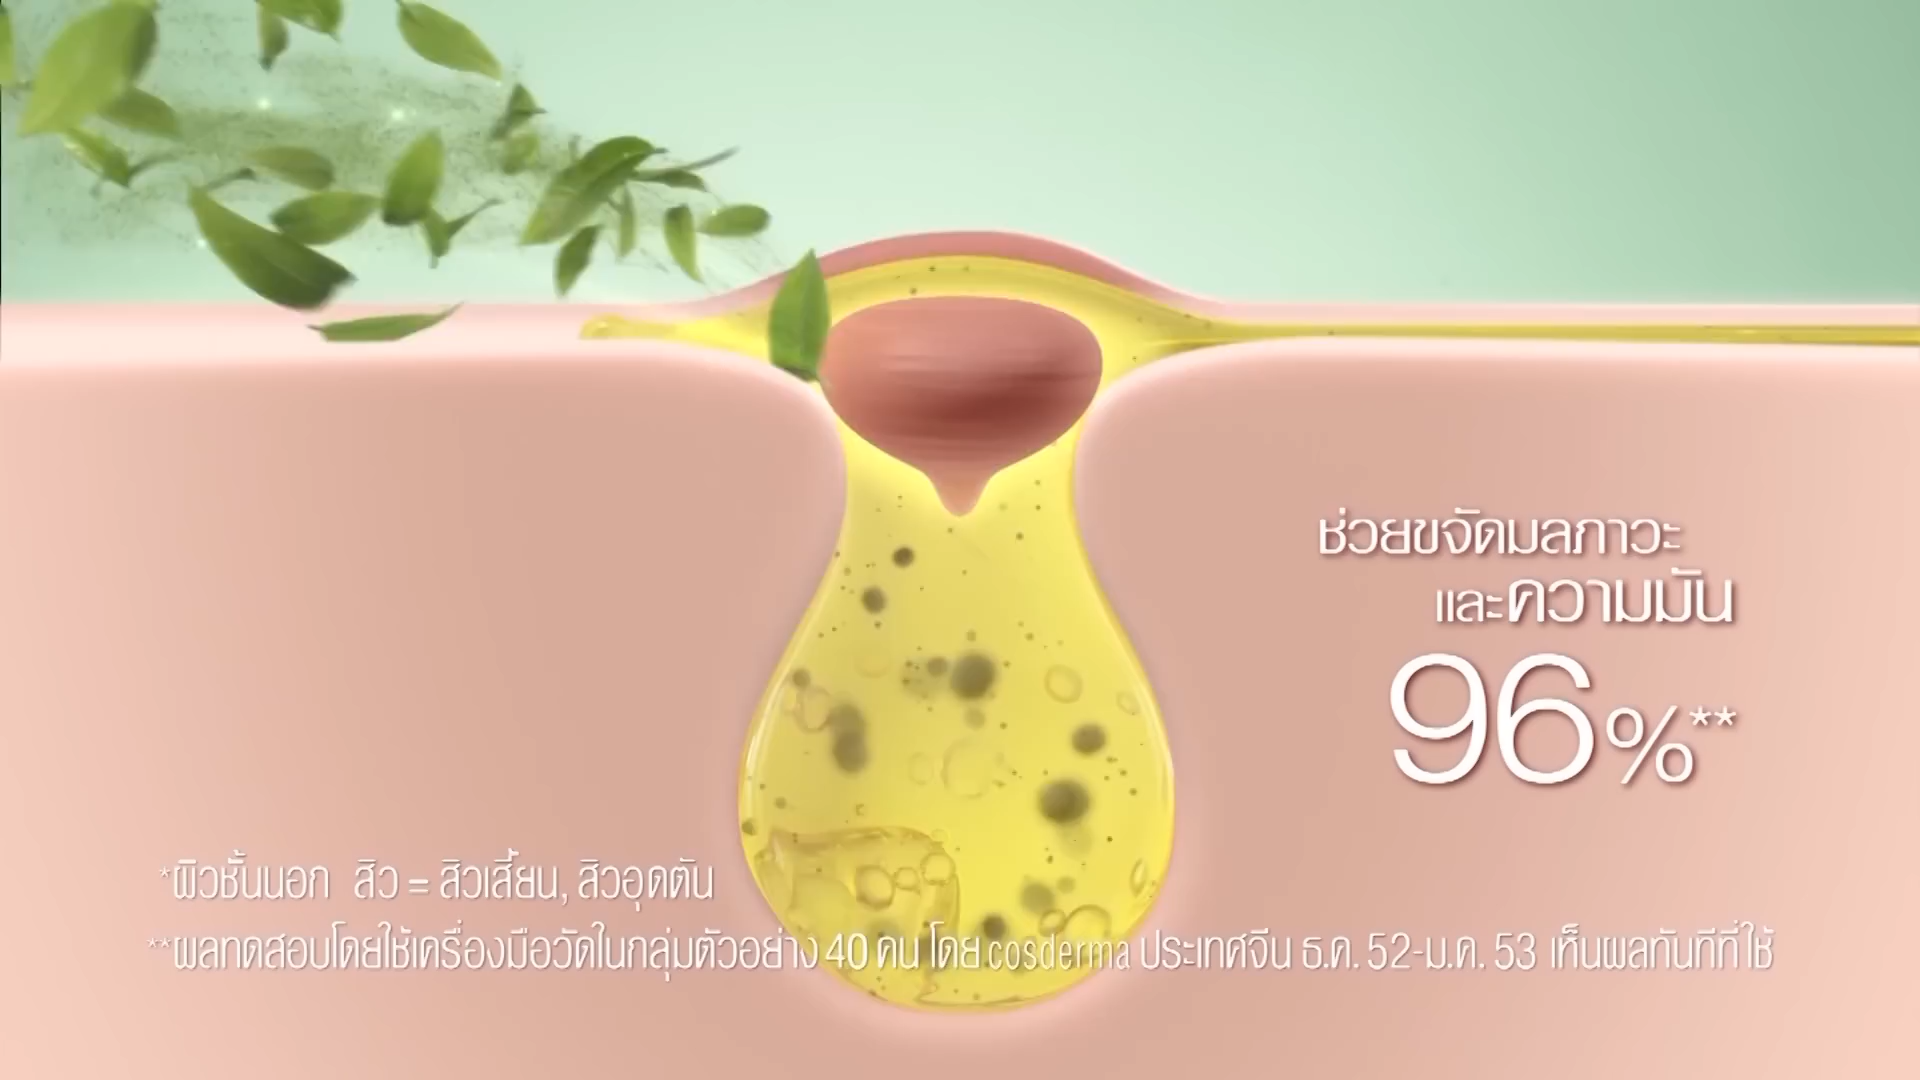 ช่วยขจัดมลภาวะ
และความมัน
96%**
*ผิวชั้นนอก สิว = สิวเสี้ยน, สิวอุดตัน
**ผลทดสอบโดยใช้เครื่องมือวัดในกลุ่มตัวอย่าง 40 คน โดย cosderma ประเทศจีน ธ.ค. 52-ม.ค. 53 เห็นผลทันทีที่ใช้